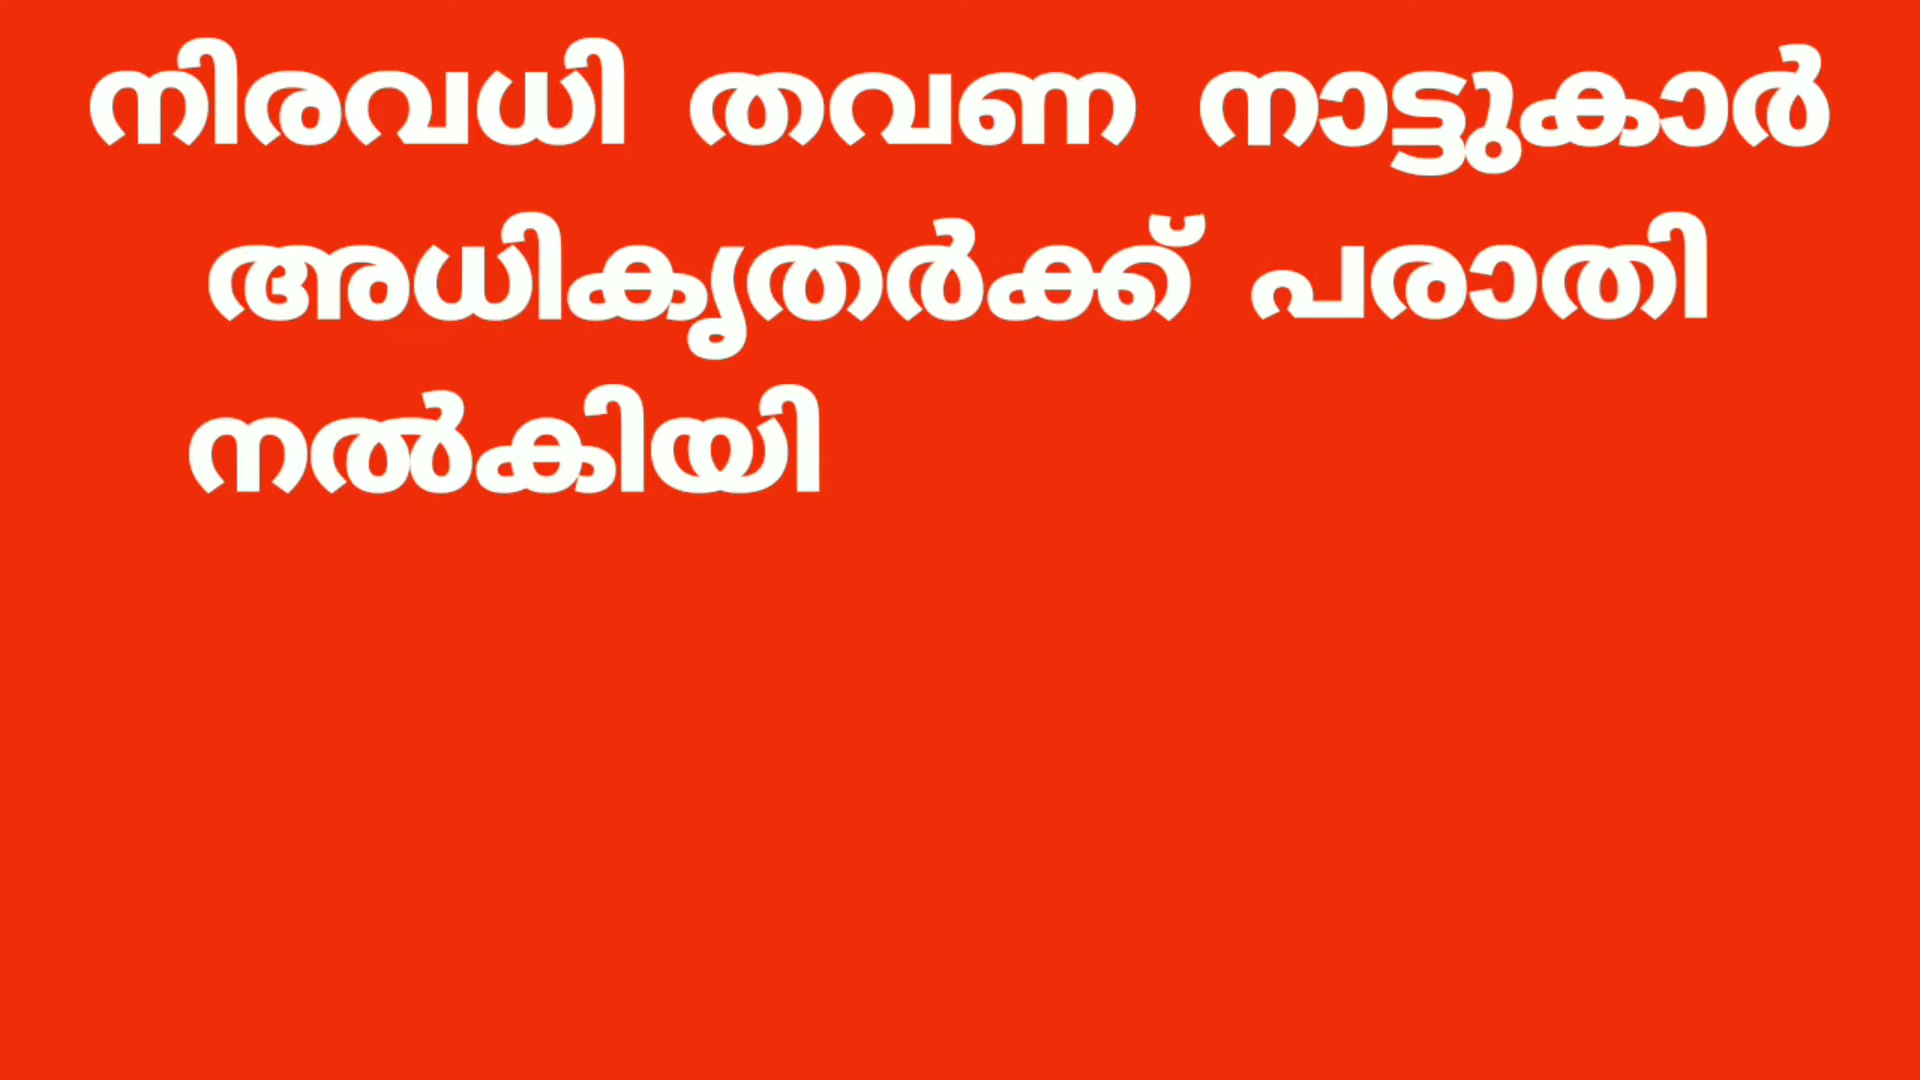 നിരവധി തവണ നാട്ടുകാർ
അധികൃതർക്ക് പരാതി
നൽകിയി